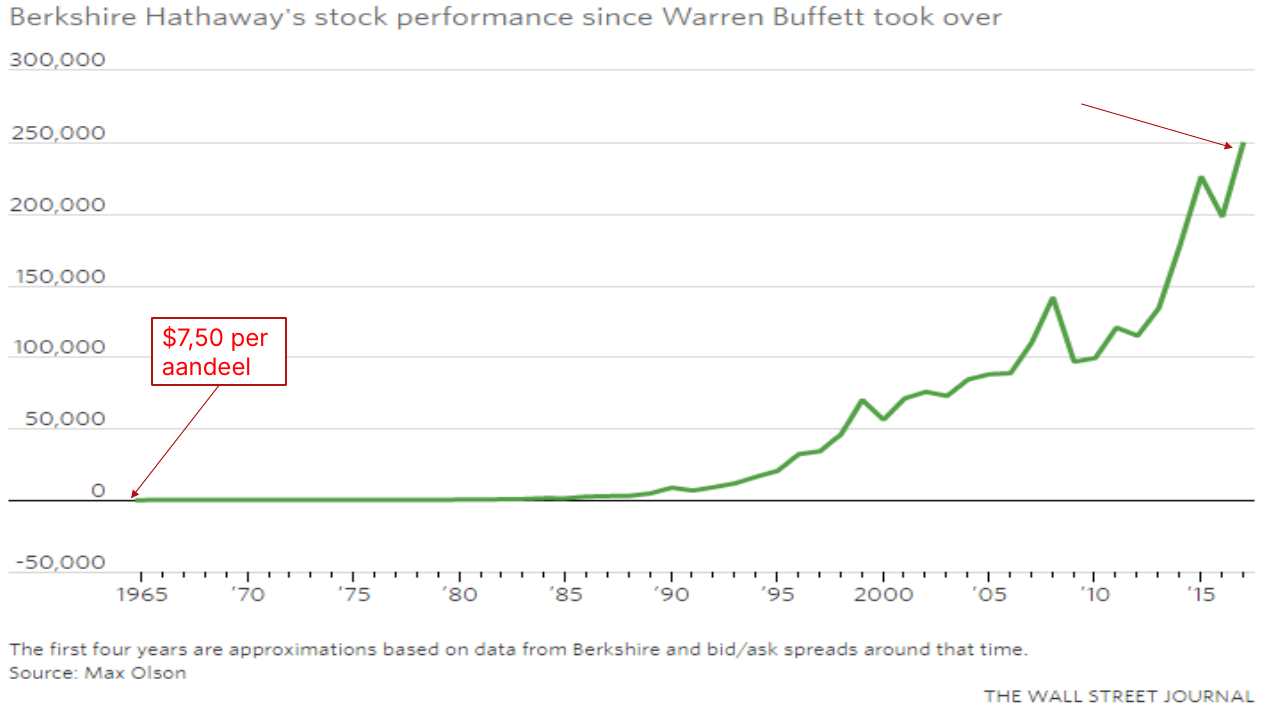 Berkshire Hathaway's stock performance since Warren Buffett took over
300,000
250,000
200,000
150,000
$7,50 per
aandeel
100,000
50,000
0
-50,000
1965 '70 '75 '80 '85 '90 '95 2000 '05 '10 '15
The first four years are approximations based on data from Berkshire and bid/ask spreads around that time.
Source: Max Olson
THE WALL STREET JOURNAL